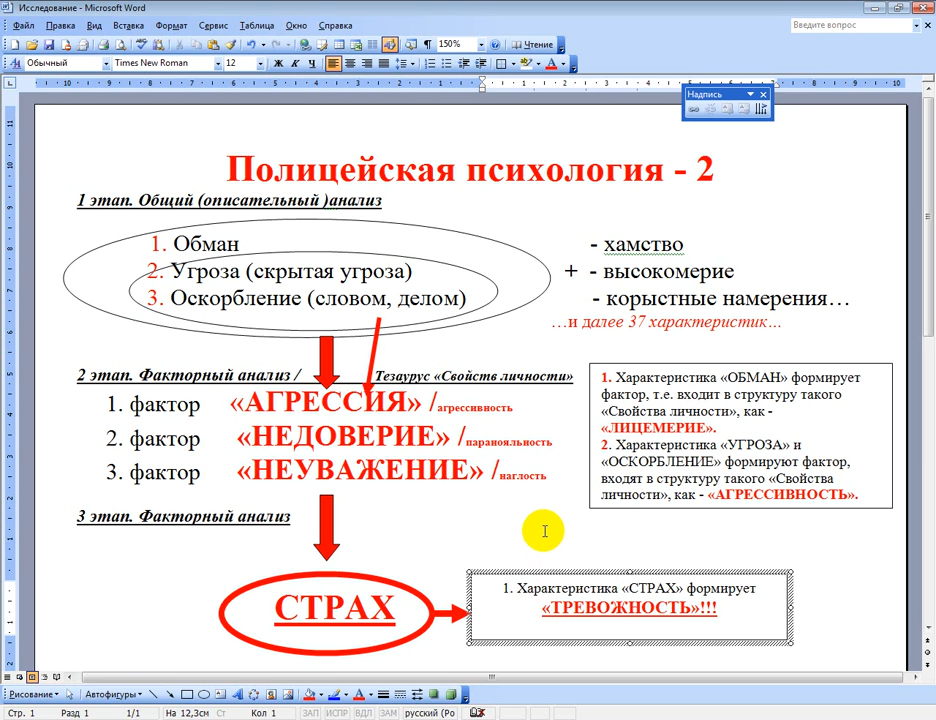 Исследование - Microsoft Word
Файл Правка Вид Вставка Формат Сервис Таблица Окно Справка
Введите вопрос
150% Чтение
Обычный Times New Roman 12 Ж К Ч
Надпись
Полицейская психология - 2
1 этап. Общий (описательный )анализ
1. Обман
2. Угроза (скрытая угроза)
3. Оскорбление (словом, делом)
- хамство
+ - высокомерие
- корыстные намерения…
…и далее 37 характеристик…
2 этап. Факторный анализ / Тезаурус «Свойств личности»
1. фактор «АГРЕССИЯ» /агрессивность
2. фактор «НЕДОВЕРИЕ» /паранояльность
3. фактор «НЕУВАЖЕНИЕ» /наглость
1. Характеристика «ОБМАН» формирует
фактор, т.е. входит в структуру такого
«Свойства личности», как -
«ЛИЦЕМЕРИЕ».
2. Характеристика «УГРОЗА» и
«ОСКОРБЛЕНИЕ» формируют фактор,
входят в структуру такого «Свойства
личности», как - «АГРЕССИВНОСТЬ».
3 этап. Факторный анализ
СТРАХ
1. Характеристика «СТРАХ» формирует
«ТРЕВОЖНОСТЬ»!!!
Рисование Автофигуры
Стр. 1 Разд 1 1/1 На 12,3см Ст Кол 1 ЗАП ИСПР ВДЛ ЗАМ русский (Ро